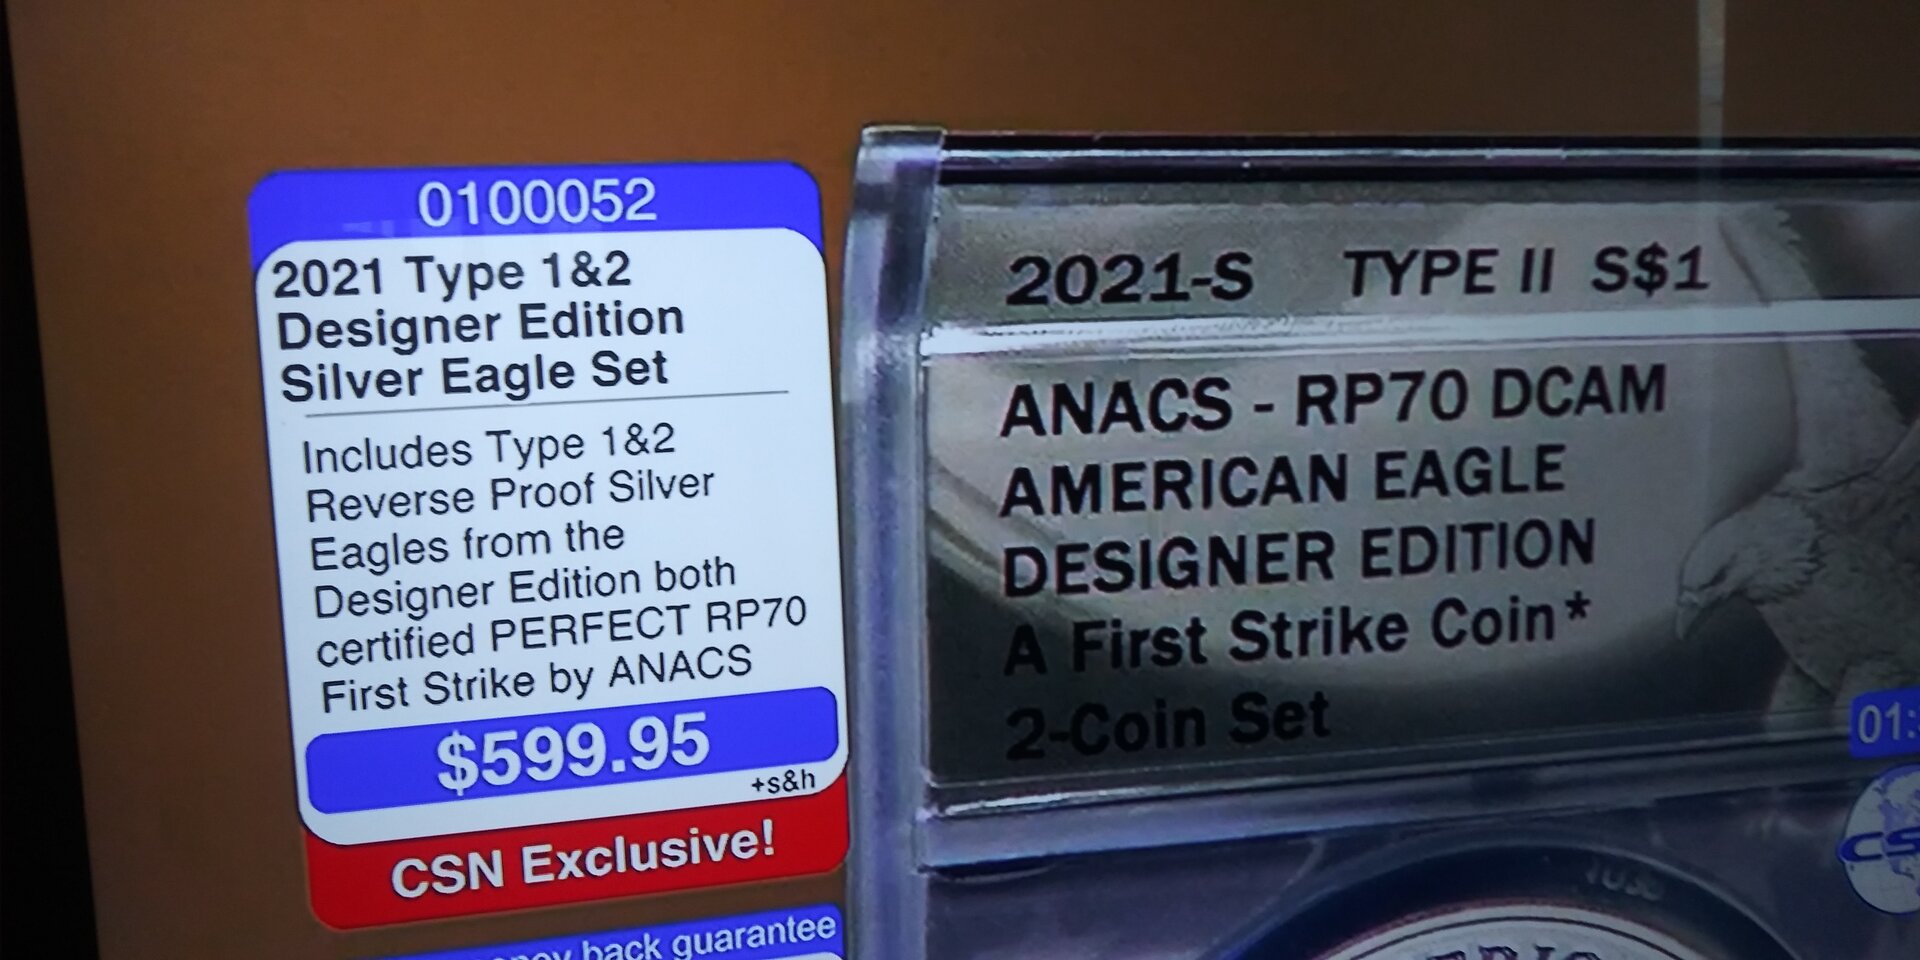 0100052
2021 Type 1&2
Designer Edition
Silver Eagle Set
Includes Type 1&2
Reverse Proof Silver
Eagles from the
Designer Edition both
certified PERFECT RP70
First Strike by ANACS
$599.95
+s&h
CSN Exclusive!
back guarantee
2021-S TYPE II S$1
ANACS - RP70 DCAM
AMERICAN EAGLE
DESIGNER EDITION
A First Strike Coin*
2-Coin Set
01: